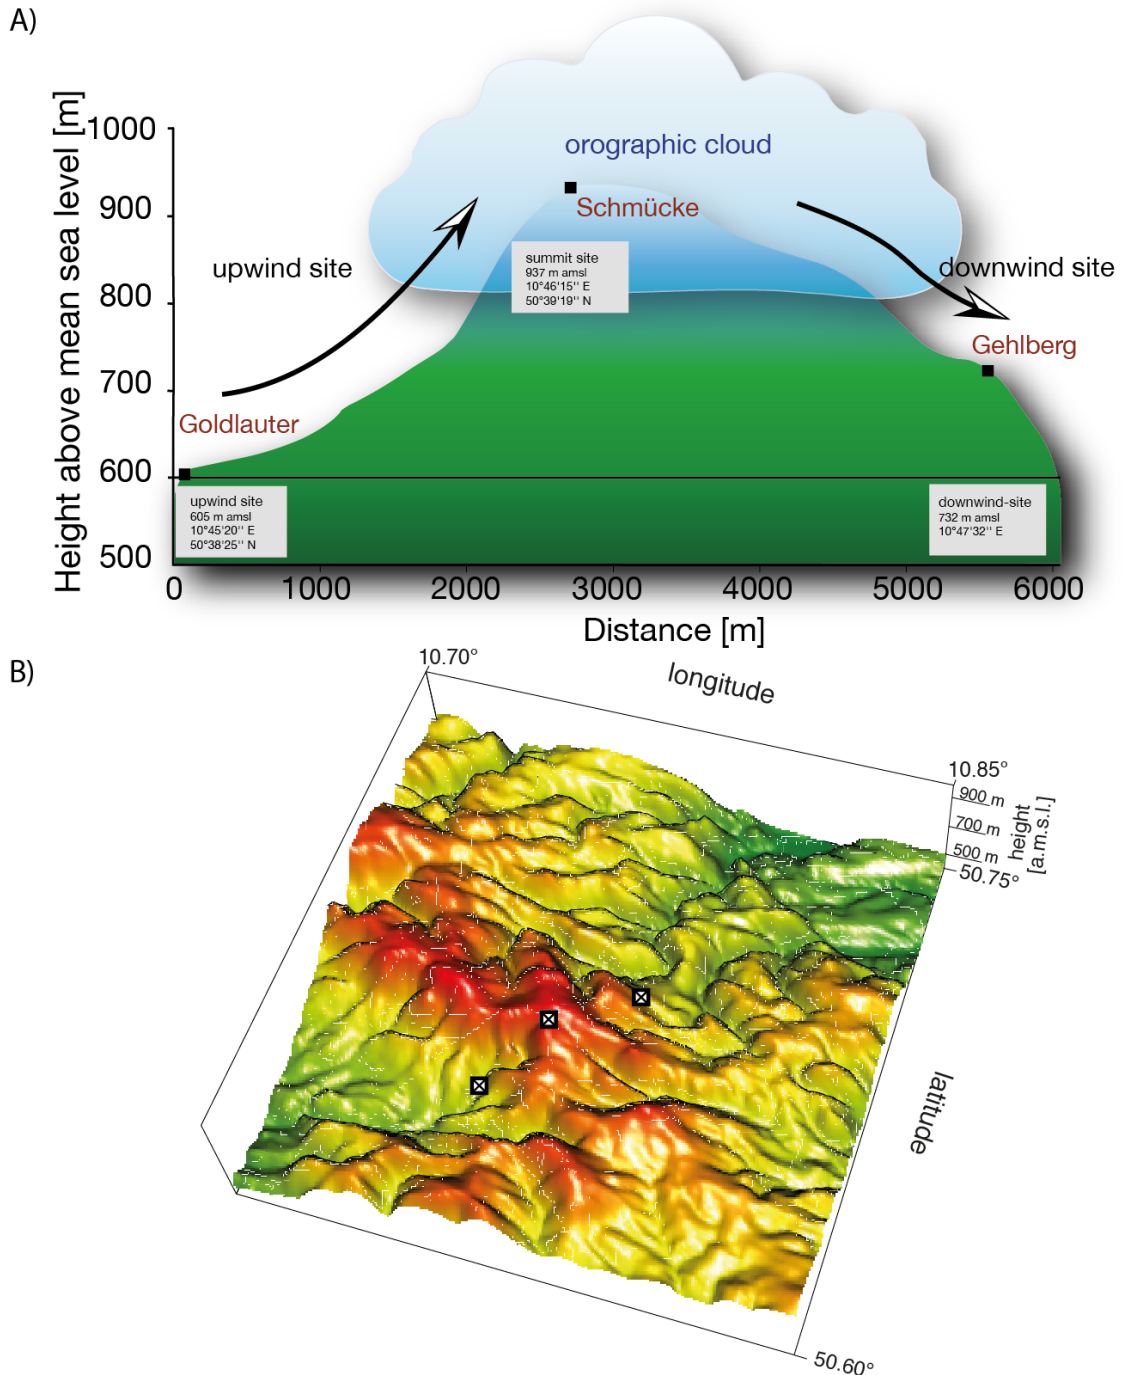 A)
Height above mean sea level [m]
1000
900
800
700
600
500
orographic cloud
Schmücke
upwind site
downwind site
summit site
937 m amsl
10°46'15'' E
50°39'19'' N
Gehlberg
Goldlauter
upwind site
605 m amsl
10°45'20'' E
50°38'25'' N
downwind-site
732 m amsl
10°47'32'' E
0 1000 2000 3000 4000 5000 6000
Distance [m]
B)
10.70°
longitude
10.85°
900 m
700 m
500 m
height
[a.m.s.l.]
50.75°
latitude
50.60°